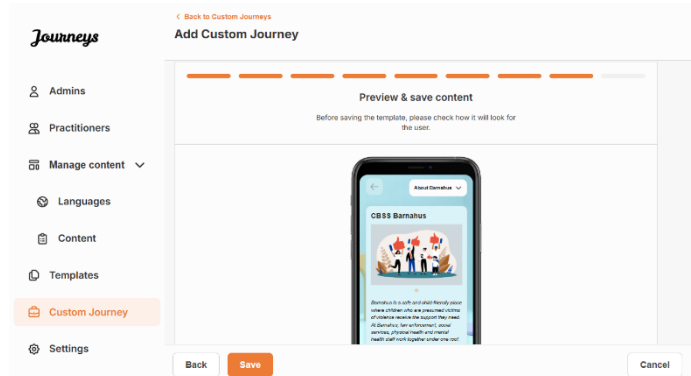 < Back to Custom Journeys
Journeys
Add Custom Journey
Admins
Practitioners
Manage content
Languages
Content
Templates
Custom Journey
Settings
Preview & save content
Before saving the template, please check how it will look for
the user.
About Barnahus
CBSS Barnahus
Barnahus is a safe and child-friendly place
where children who are presumed victims
of violence receive the support they need.
At Barnahus, law enforcement, social
services, physical health and mental
health staff work together under one roof.
Back
Save
Cancel